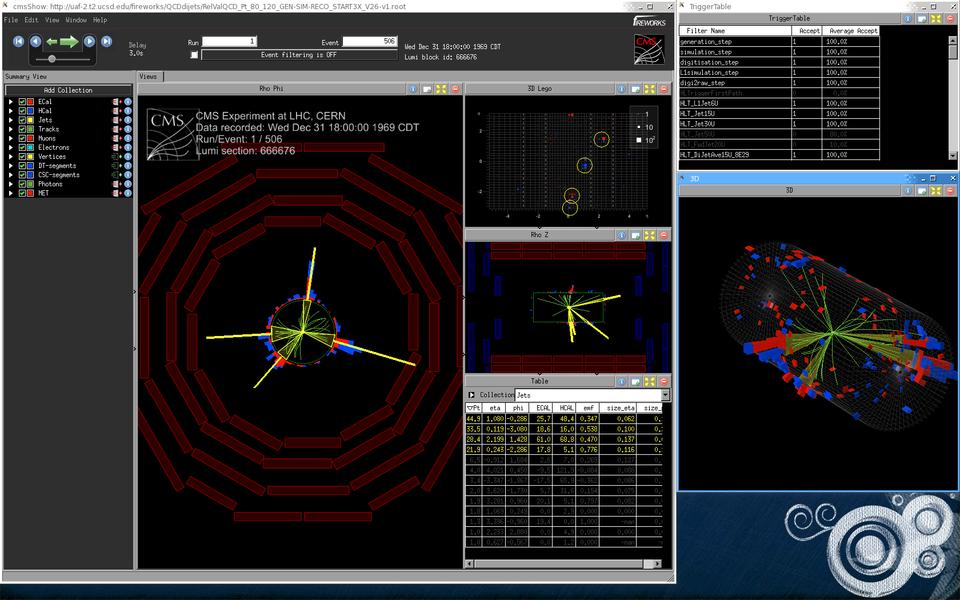 cmsShow: http://uaf-2.t2.ucsd.edu/fireworks/QCDdijets/RelValQCD_Pt_80_120_GEN-SIM-RECO_START3X_V26-v1.root
File Edit View Window Help
FIREWORKS
Delay
3.0s
Run 1 Event 506
Event filtering is OFF
Wed Dec 31 18:00:00 1969 CDT
Lumi block id: 666676
CMS
Summary View
Views
Add Collection
ECal
HCal
Jets
Tracks
Muons
Electrons
Vertices
DT-segments
CSC-segments
Photons
MET
Rho Phi
CMS
CMS Experiment at LHC, CERN
Data recorded: Wed Dec 31 18:00:00 1969 CDT
Run/Event: 1 / 506
Lumi section: 666676
3D Lego
1
10
10²
Rho Z
Table
Collection Jets
Pt eta phi ECAL HCAL emf size_eta size_
44.9 1.080 -0.286 25.7 48.4 0.347 0.062 0.
33.5 0.119 -3.080 18.6 16.0 0.538 0.100 0.
28.4 2.199 1.428 61.0 68.8 0.470 0.137 0.
21.9 0.243 -2.286 17.8 5.1 0.776 0.116 0.
TriggerTable
TriggerTable
Filter Name Accept Average Accept
generation_step 1 100.0%
simulation_step 1 100.0%
digitisation_step 1 100.0%
L1simulation_step 1 100.0%
digi2raw_step 1 100.0%
HLTriggerFirstPath 0.0%
HLT_L1Jet6U 1 100.0%
HLT_Jet15U 1 100.0%
HLT_Jet30U 1 100.0%
HLT_Jet50U
HLT_FwdJet20U
HLT_DiJetAve15U_8E29 1 100.0%
3D
3D